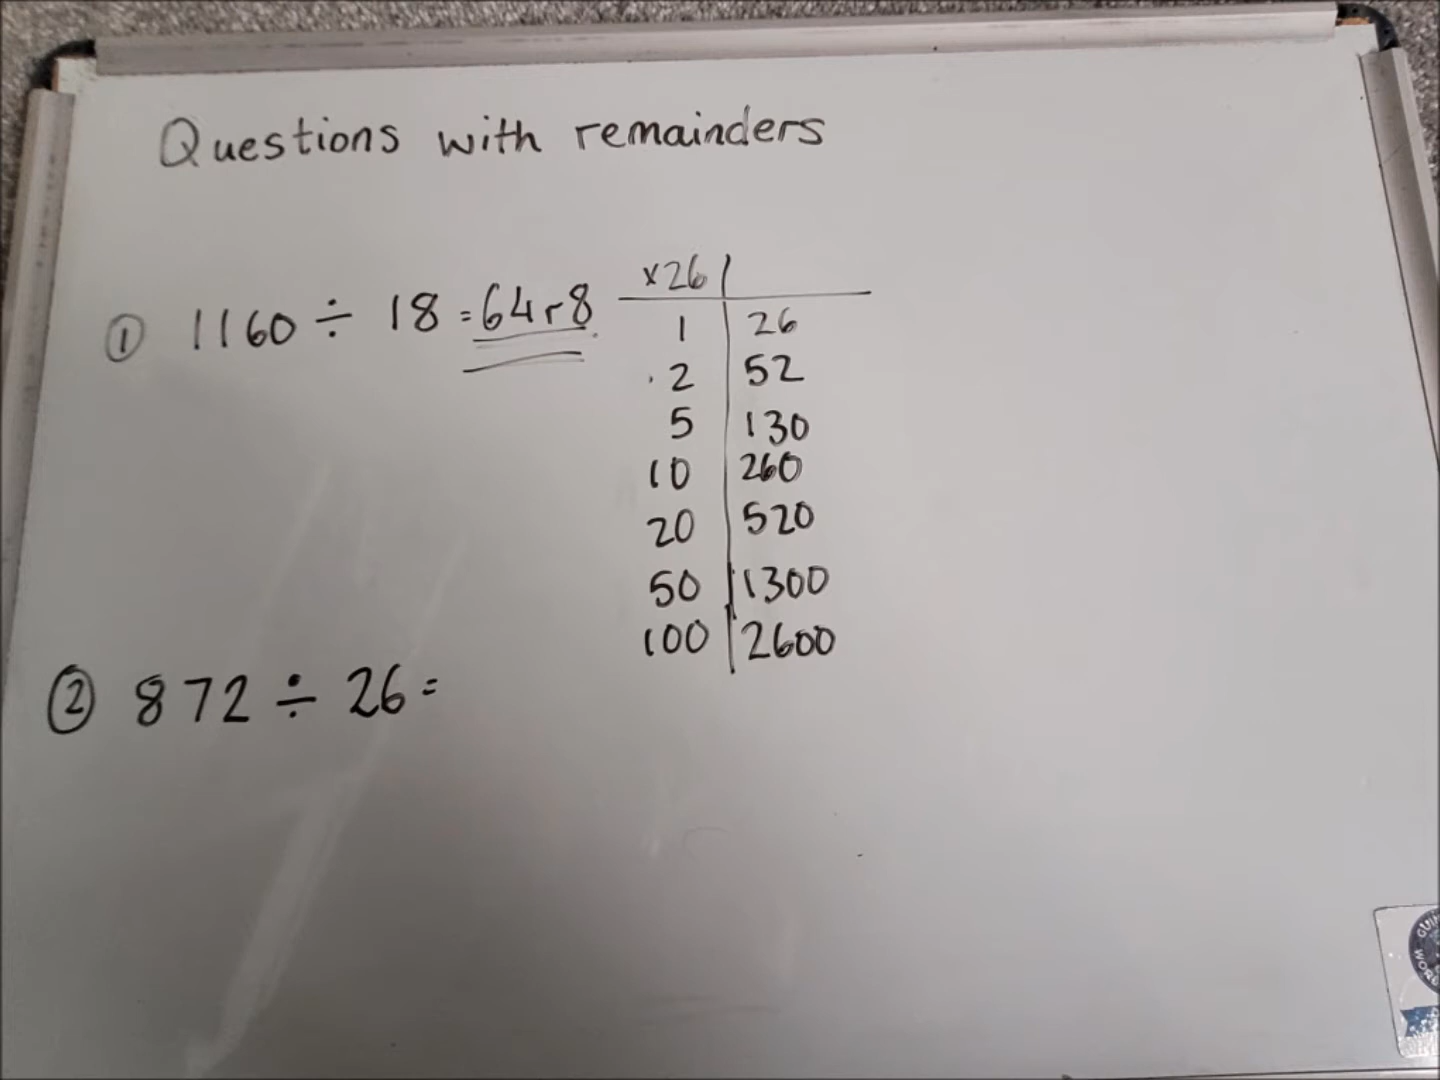 Questions with remainders
① 1160 ÷ 18 = 64r8
×26
1 26
2 52
5 130
10 260
20 520
50 1300
100 2600
② 872 ÷ 26 =